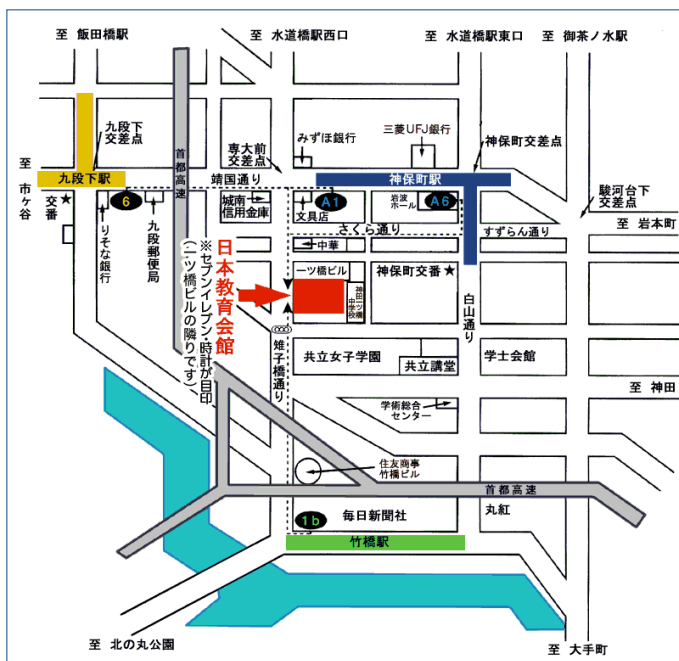 至 飯田橋駅
至 水道橋駅西口
至 水道橋駅東口
至 御茶ノ水駅
九段下
交差点
首都高速
専大前
交差点
みずほ銀行
三菱UFJ銀行
神保町交差点
至
市ヶ谷
九段下駅
靖国通り
神保町駅
駿河台下
交差点
交番★
6
りそな銀行
九段郵便局
城南
信用金庫
A1
文具店
岩波
ホール
A6
至 岩本町
さくら通り
すずらん通り
中華
日本教育会館
※セブンイレブン・時計が目印
(一ツ橋ビルの隣りです)
一ツ橋ビル
神田一ツ橋
中学校
神保町交番★
白山通り
雉子橋通り
共立女子学園
共立講堂
学士会館
至 神田
学術総合
センター
住友商事
竹橋ビル
首都高速
1b
毎日新聞社
丸紅
竹橋駅
至 北の丸公園
至 大手町